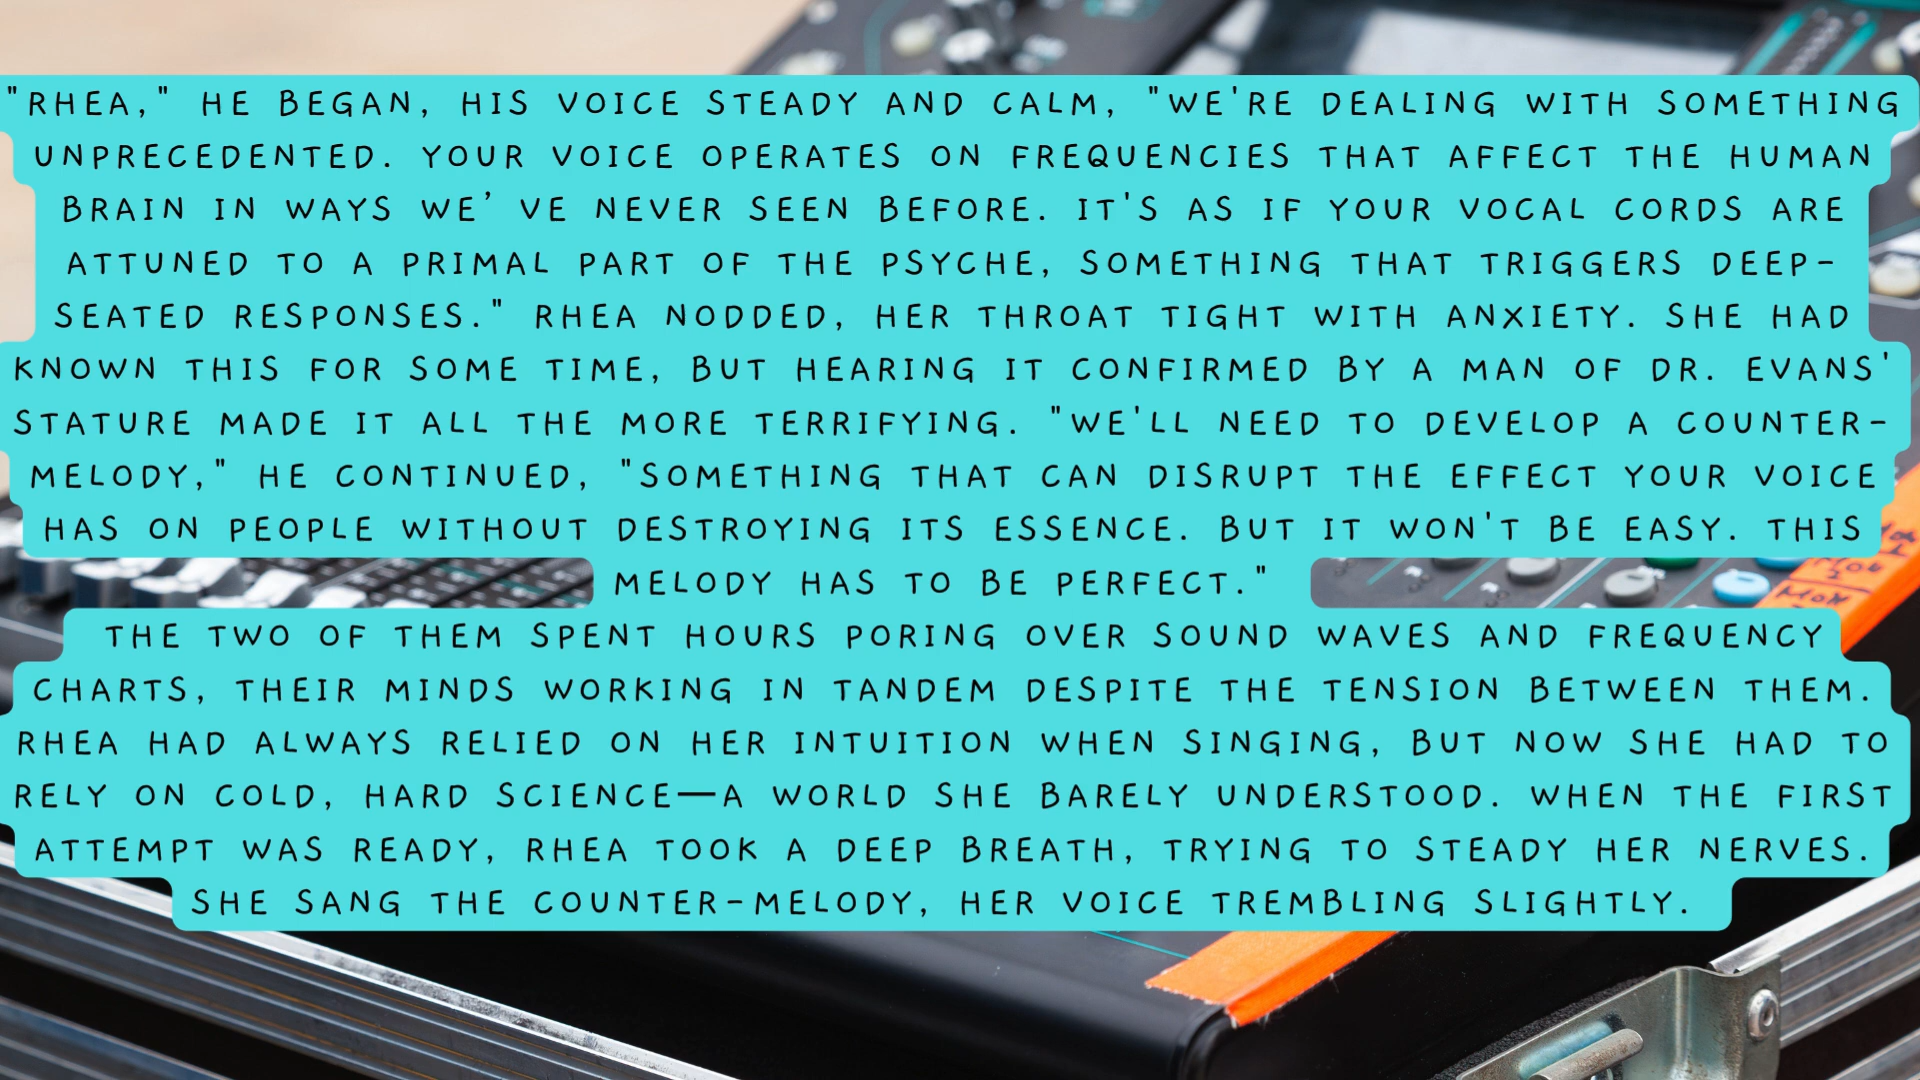 "RHEA," HE BEGAN, HIS VOICE STEADY AND CALM, "WE'RE DEALING WITH SOMETHING
UNPRECEDENTED. YOUR VOICE OPERATES ON FREQUENCIES THAT AFFECT THE HUMAN
BRAIN IN WAYS WE’ VE NEVER SEEN BEFORE. IT'S AS IF YOUR VOCAL CORDS ARE
ATTUNED TO A PRIMAL PART OF THE PSYCHE, SOMETHING THAT TRIGGERS DEEP-
SEATED RESPONSES." RHEA NODDED, HER THROAT TIGHT WITH ANXIETY. SHE HAD
KNOWN THIS FOR SOME TIME, BUT HEARING IT CONFIRMED BY A MAN OF DR. EVANS'
STATURE MADE IT ALL THE MORE TERRIFYING. "WE'LL NEED TO DEVELOP A COUNTER-
MELODY," HE CONTINUED, "SOMETHING THAT CAN DISRUPT THE EFFECT YOUR VOICE
HAS ON PEOPLE WITHOUT DESTROYING ITS ESSENCE. BUT IT WON'T BE EASY. THIS
MELODY HAS TO BE PERFECT."
THE TWO OF THEM SPENT HOURS PORING OVER SOUND WAVES AND FREQUENCY
CHARTS, THEIR MINDS WORKING IN TANDEM DESPITE THE TENSION BETWEEN THEM.
RHEA HAD ALWAYS RELIED ON HER INTUITION WHEN SINGING, BUT NOW SHE HAD TO
RELY ON COLD, HARD SCIENCE—A WORLD SHE BARELY UNDERSTOOD. WHEN THE FIRST
ATTEMPT WAS READY, RHEA TOOK A DEEP BREATH, TRYING TO STEADY HER NERVES.
SHE SANG THE COUNTER-MELODY, HER VOICE TREMBLING SLIGHTLY.